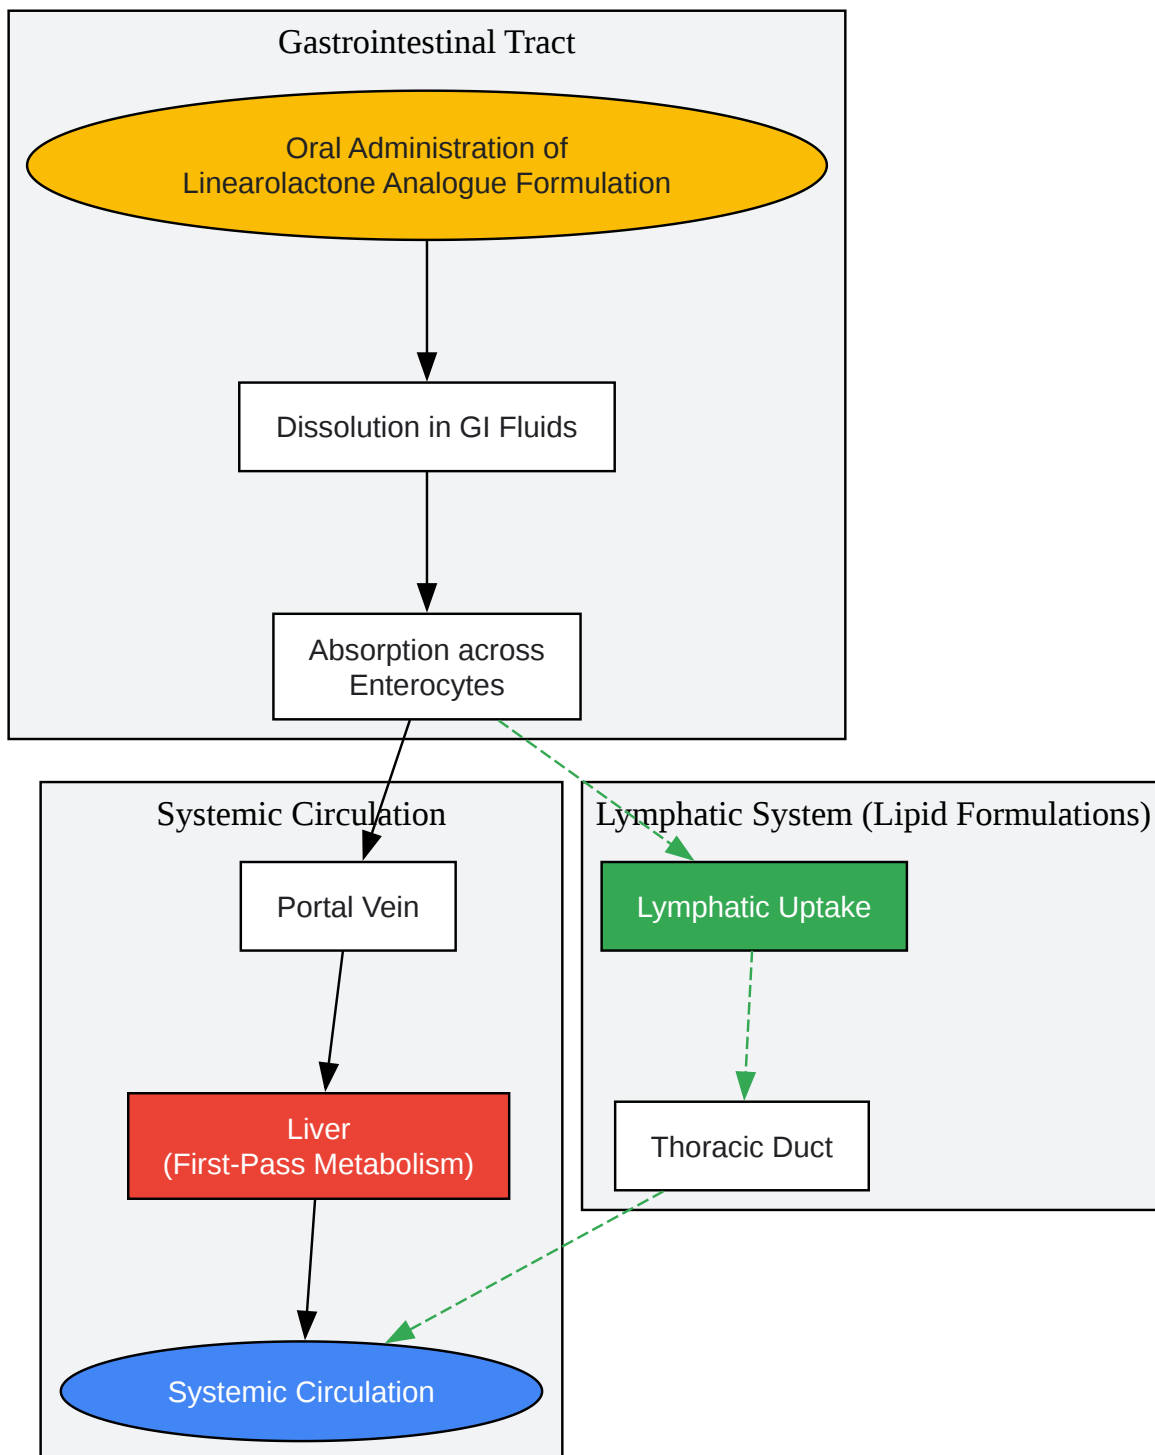 Gastrointestinal Tract
Oral Administration of
Linearolactone Analogue Formulation
Dissolution in GI Fluids
Absorption across
Enterocytes
Systemic Circulation
Portal Vein
Liver
(First-Pass Metabolism)
Systemic Circulation
Lymphatic System (Lipid Formulations)
Lymphatic Uptake
Thoracic Duct